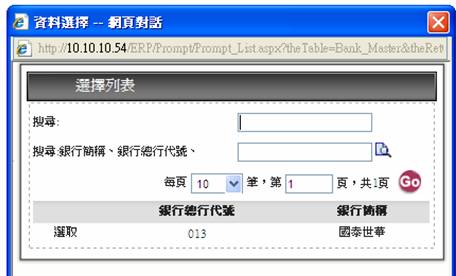 資料選擇 -- 網頁對話
http://10.10.10.54/ERP/Prompt/Prompt_List.aspx?theTable=Bank_Master&theRet
選擇列表
搜尋:
搜尋:銀行簡稱、銀行總行代號、
每頁 10 筆，第 1 頁，共1頁 Go
銀行總行代號 銀行簡稱
選取 013 國泰世華